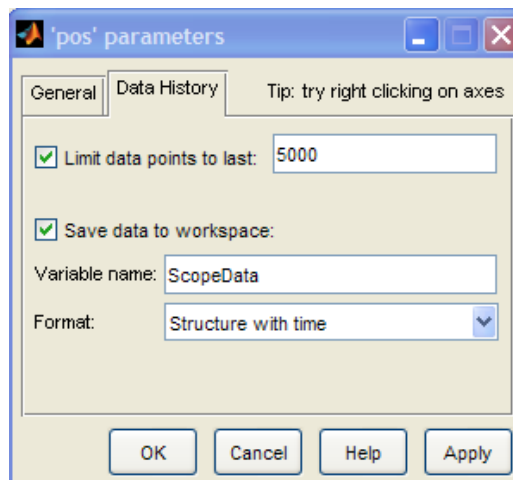 'pos' parameters
General Data History Tip: try right clicking on axes
Limit data points to last: 5000
Save data to workspace:
Variable name: ScopeData
Format: Structure with time
OK Cancel Help Apply